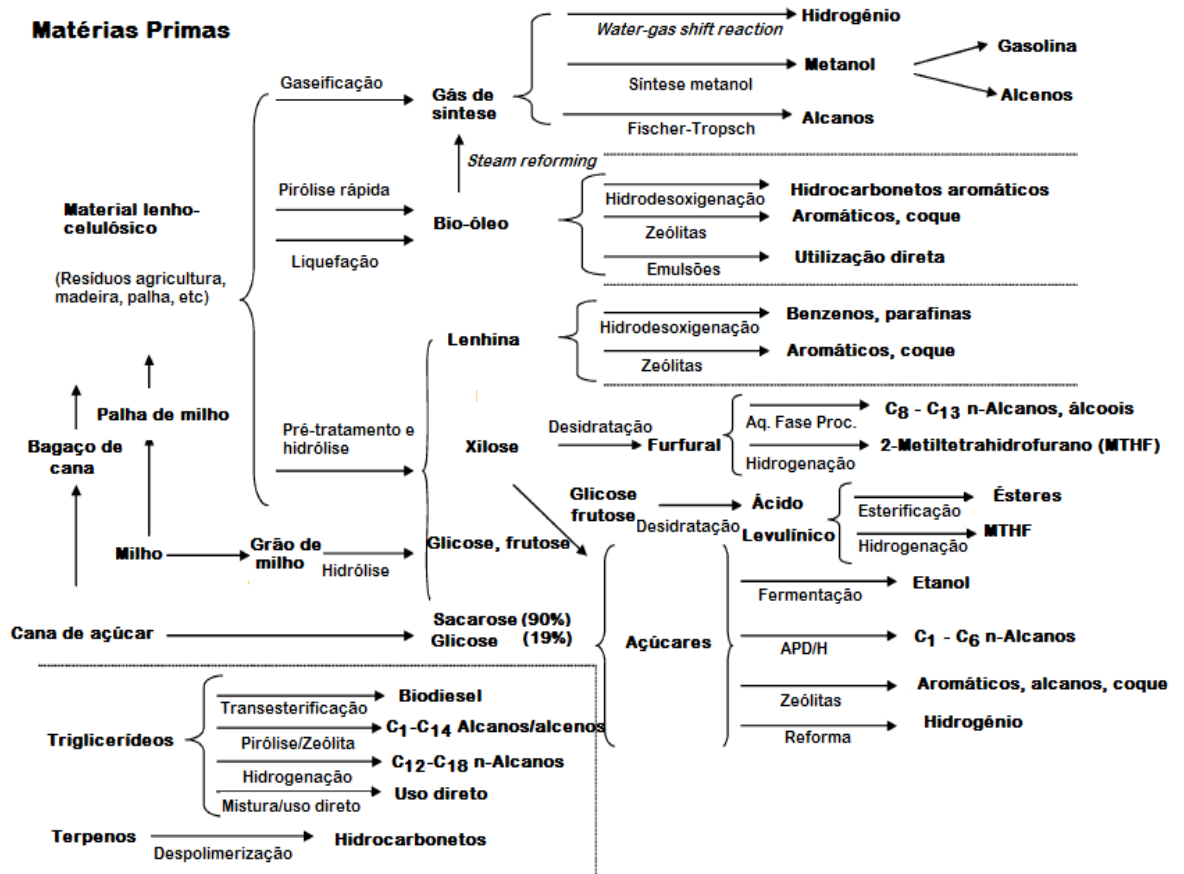 Matérias Primas
Water-gas shift reaction
Hidrogénio
Gaseificação
Gás de
sintese
Síntese metanol
Metanol
Gasolina
Alcenos
Fischer-Tropsch
Alcanos
Steam reforming
Material lenho-
celulósico
(Resíduos agricultura,
madeira, palha, etc)
Pirólise rápida
Liquefação
Bio-óleo
Hidrodesoxigenação
Hidrocarbonetos aromáticos
Zeólitas
Aromáticos, coque
Emulsões
Utilização direta
Lenhina
Hidrodesoxigenação
Benzenos, parafinas
Zeólitas
Aromáticos, coque
Palha de milho
Bagaço de
cana
Pré-tratamento e
hidrólise
Xilose
Desidratação
Furfural
Aq. Fase Proc.
C8 - C13 n-Alcanos, álcoois
Hidrogenação
2-Metiltetrahidrofurano (MTHF)
Glicose
frutose
Desidratação
Ácido
Levulínico
Esterificação
Ésteres
Hidrogenação
MTHF
Milho
Grão de
milho
Hidrólise
Glicose, frutose
Cana de açúcar
Sacarose (90%)
Glicose (19%)
Açúcares
Fermentação
Etanol
APD/H
C1 - C6 n-Alcanos
Zeólitas
Aromáticos, alcanos, coque
Reforma
Hidrogênio
Triglicerídeos
Transesterificação
Biodiesel
Pirólise/Zeólita
C1-C14 Alcanos/alcenos
Hidrogenação
C12-C18 n-Alcanos
Mistura/uso direto
Uso direto
Terpenos
Despolimerização
Hidrocarbonetos